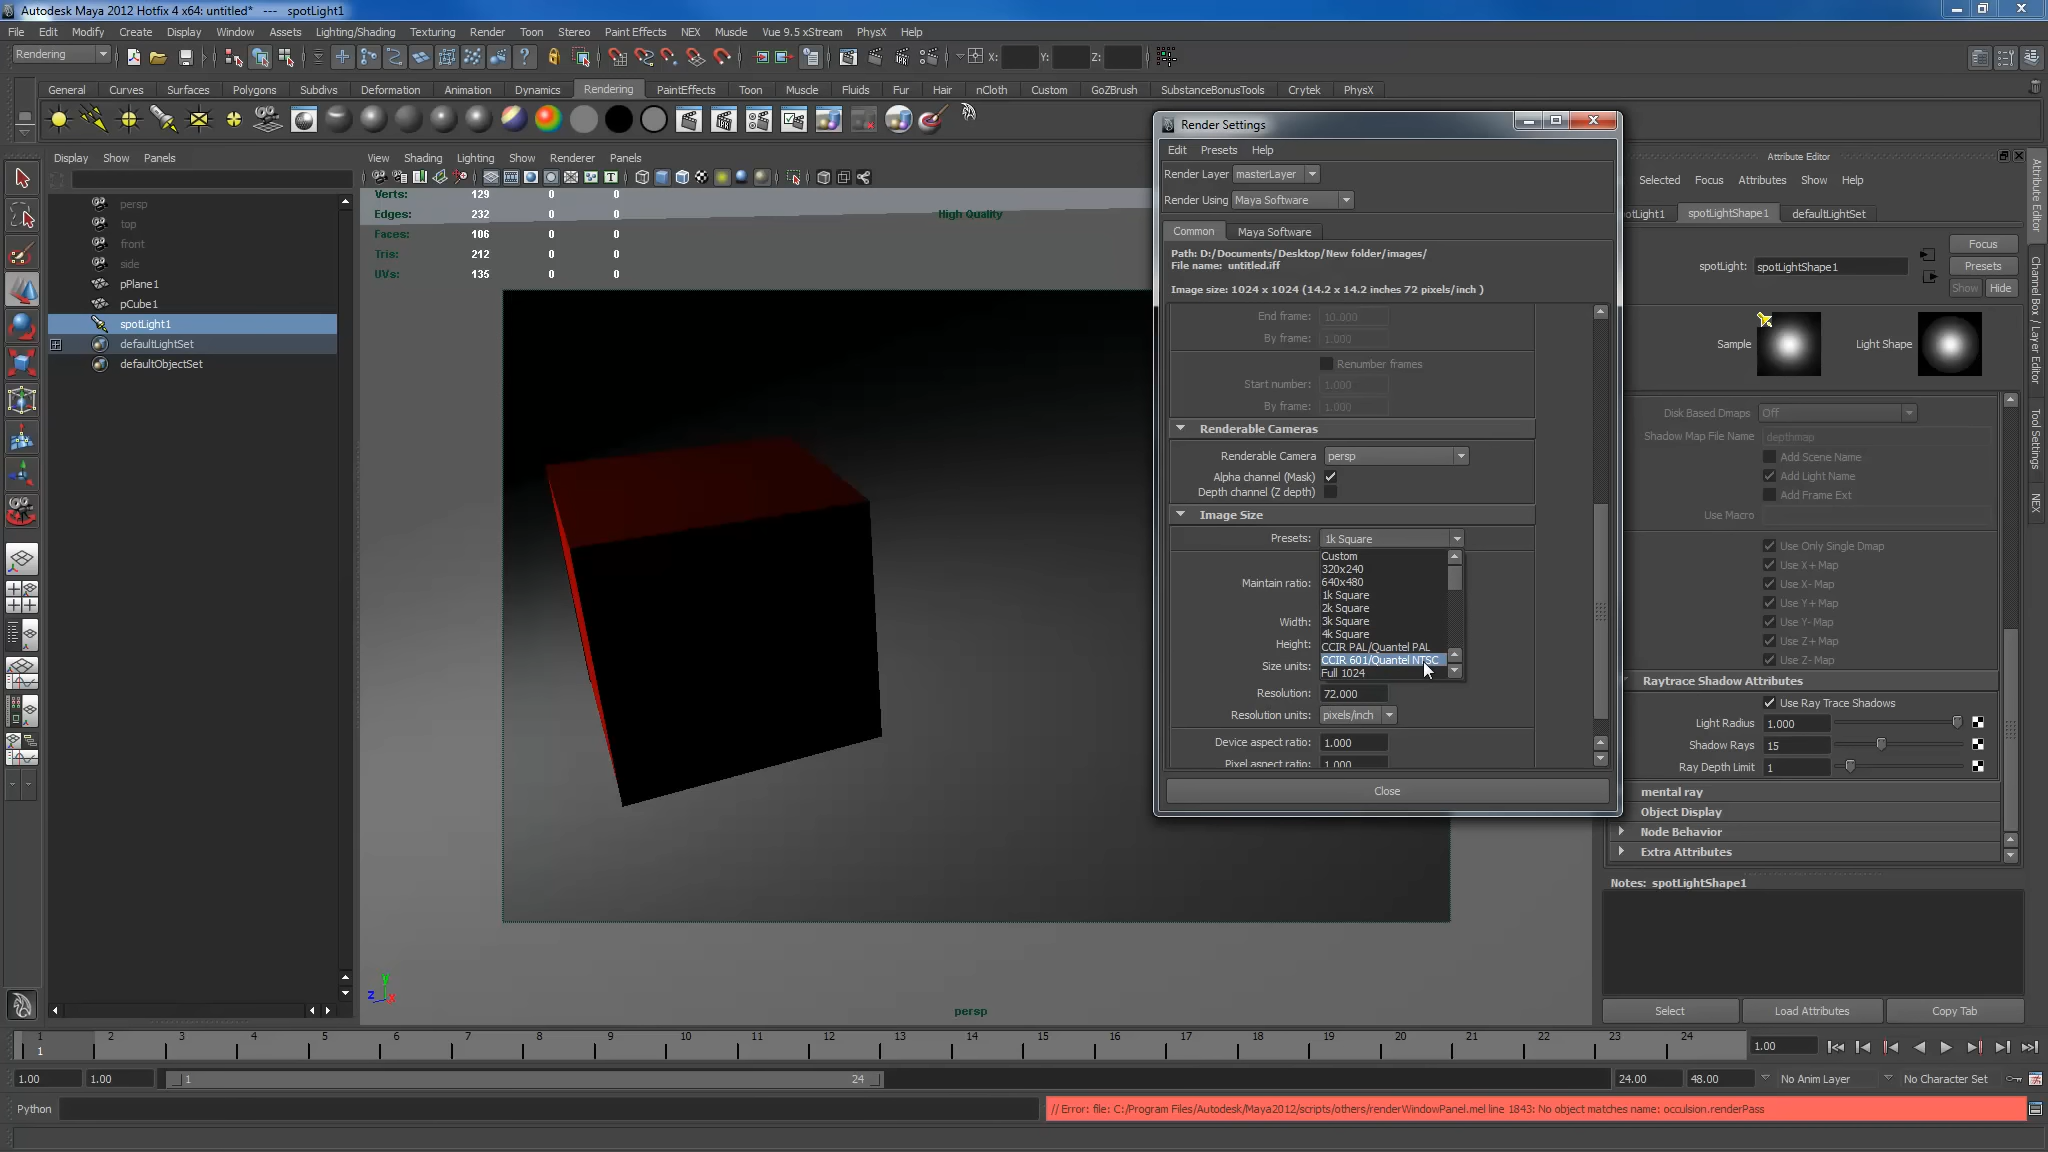 Autodesk Maya 2012 Hotfix 4 x64: untitled*   ---   spotLight1
File Edit Modify Create Display Window Assets Lighting/Shading Texturing Render Toon Stereo Paint Effects NEX Muscle Vue 9.5 xStream PhysX Help
Rendering X: Y: Z:
General Curves Surfaces Polygons Subdivs Deformation Animation Dynamics Rendering PaintEffects Toon Muscle Fluids Fur Hair nCloth Custom GoZBrush SubstanceBonusTools Crytek PhysX
Display Show Panels
persp
top
front
side
pPlane1
pCube1
spotLight1
defaultLightSet
defaultObjectSet
View Shading Lighting Show Renderer Panels
Verts: 129 0 0
Edges: 232 0 0
Faces: 106 0 0
Tris: 212 0 0
UVs: 135 0 0
High Quality
persp
y
z x
Render Settings
Edit Presets Help
Render Layer masterLayer
Render Using Maya Software
Common Maya Software
Path: D:/Documents/Desktop/New folder/images/
File name: untitled.iff
Image size: 1024 x 1024 (14.2 x 14.2 inches 72 pixels/inch )
End frame: 10.000
By frame: 1.000
Renumber frames
Start number: 1.000
By frame: 1.000
Renderable Cameras
Renderable Camera persp
Alpha channel (Mask)
Depth channel (Z depth)
Image Size
Presets: 1k Square
Custom
320x240
640x480
1k Square
2k Square
3k Square
4k Square
CCIR PAL/Quantel PAL
CCIR 601/Quantel NTSC
Full 1024
Maintain ratio:
Width:
Height:
Size units:
Resolution: 72.000
Resolution units: pixels/inch
Device aspect ratio: 1.000
Pixel aspect ratio: 1.000
Close
Attribute Editor
Selected Focus Attributes Show Help
spotLightShape1 defaultLightSet
Focus
spotLight: spotLightShape1
Presets
Show Hide
Sample Light Shape
Disk Based Dmaps Off
Shadow Map File Name depthmap
Add Scene Name
Add Light Name
Add Frame Ext
Use Macro
Use Only Single Dmap
Use X+ Map
Use X- Map
Use Y+ Map
Use Y- Map
Use Z+ Map
Use Z- Map
Raytrace Shadow Attributes
Use Ray Trace Shadows
Light Radius 1.000
Shadow Rays 15
Ray Depth Limit 1
mental ray
Object Display
Node Behavior
Extra Attributes
Notes: spotLightShape1
Select Load Attributes Copy Tab
Attribute Editor
Channel Box / Layer Editor
Tool Settings
NEX
1 2 3 4 5 6 7 8 9 10 11 12 13 14 15 16 17 18 19 20 21 22 23 24
1
1.00
1.00 1.00 1 24 24.00 48.00 No Anim Layer No Character Set
Python
// Error: file: C:/Program Files/Autodesk/Maya2012/scripts/others/renderWindowPanel.mel line 1843: No object matches name: occulsion.renderPass